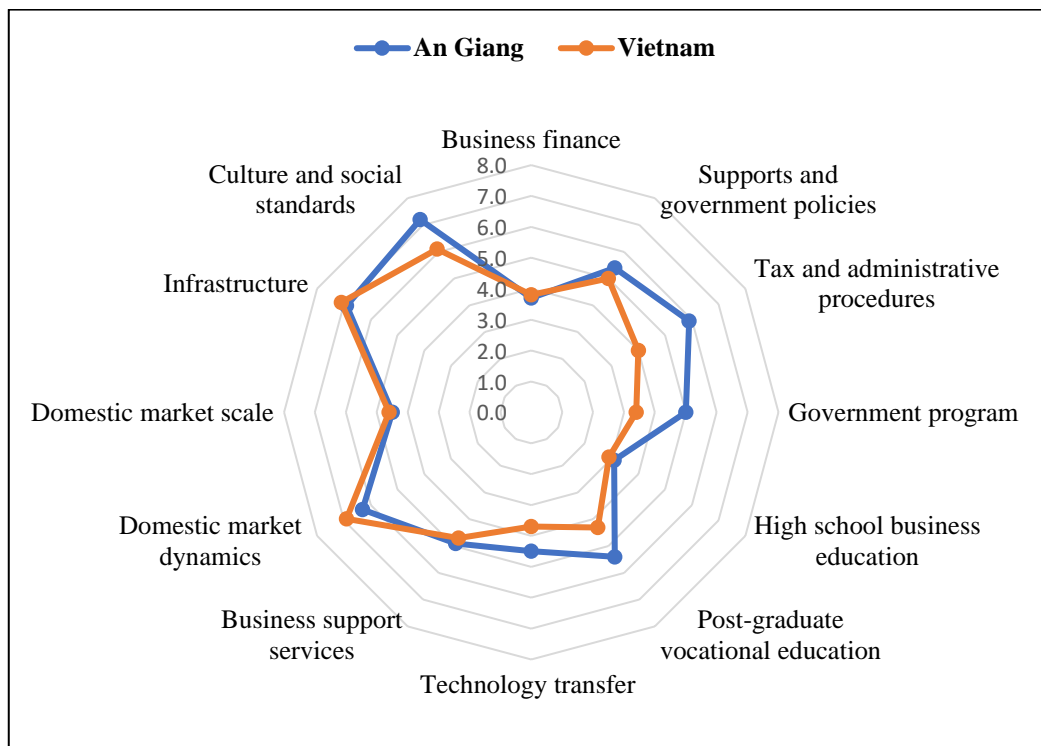 An Giang
Vietnam
Business finance
Supports and
government policies
Tax and administrative
procedures
Government program
High school business
education
Post-graduate
vocational education
Technology transfer
Business support
services
Domestic market
dynamics
Domestic market scale
Infrastructure
Culture and social
standards
8.0
7.0
6.0
5.0
4.0
3.0
2.0
1.0
0.0